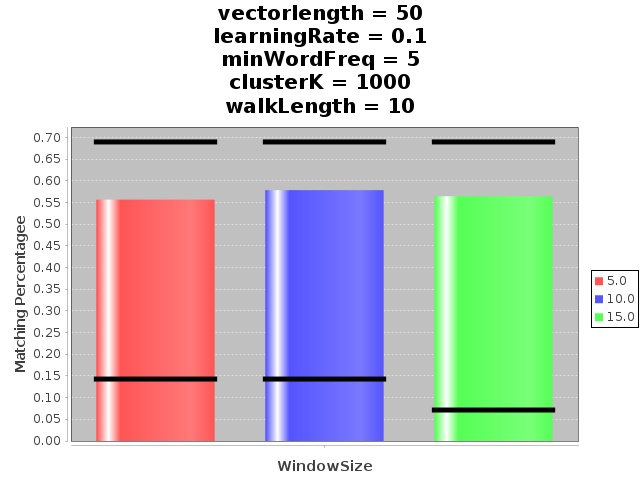 vectorlength = 50
learningRate = 0.1
minWordFreq = 5
clusterK = 1000
walkLength = 10
0.70
0.65
0.60
0.55
0.50
0.45
0.40
0.35
0.30
0.25
0.20
0.15
0.10
0.05
0.00
Matching Percentagee
WindowSize
5.0
10.0
15.0